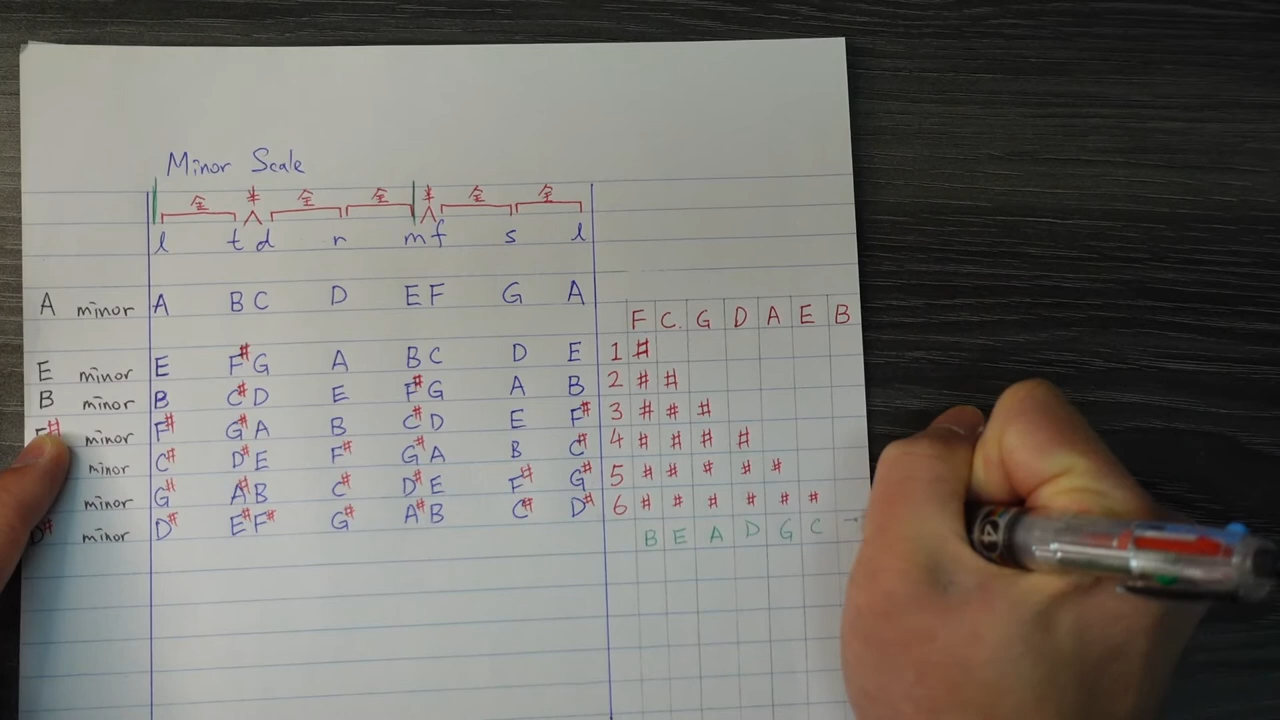 Minor Scale
全 半 全 全 半 全 全
l t d r m f s l
A minor A B C D E F G A
F C. G D A E B
E minor E F# G A B C D E 1 #
B minor B C# D E F# G A B 2 # #
F# minor F# G# A B C# D E F# 3 # # #
minor C# D# E F# G# A B C# 4 # # # #
minor G# A# B C# D# E F# G# 5 # # # # #
D# minor D# E# F# G# A# B C# D# 6 # # # # # #
B E A D G C
4